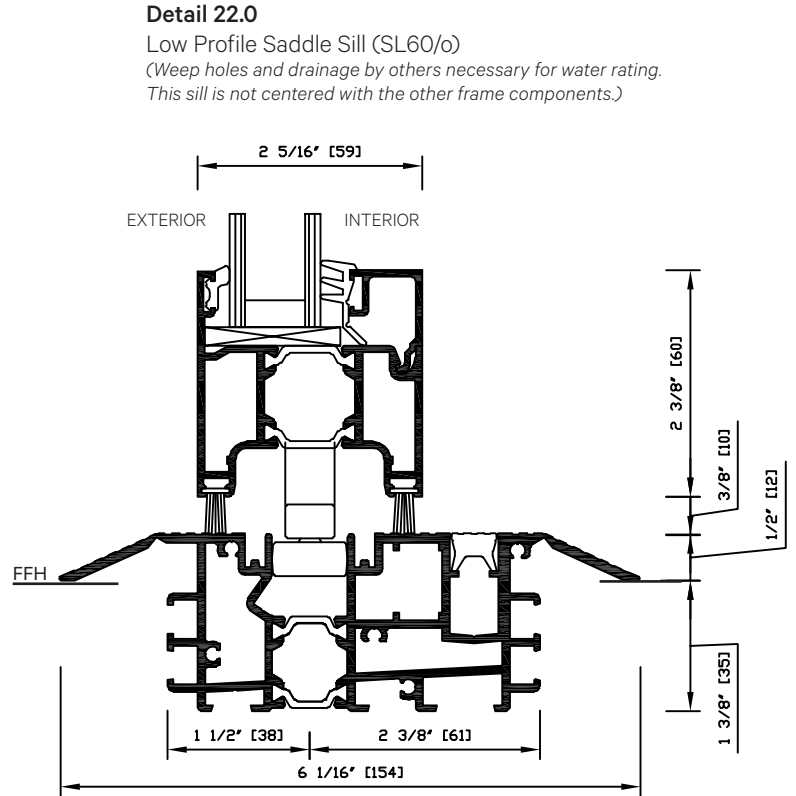 Detail 22.0
Low Profile Saddle Sill (SL60/o)
(Weep holes and drainage by others necessary for water rating.
This sill is not centered with the other frame components.)
2 5/16" [59]
EXTERIOR
INTERIOR
2 3/8" [60]
3/8" [10]
1/2" [12]
FFH
1 3/8" [35]
1 1/2" [38]
2 3/8" [61]
6 1/16" [154]